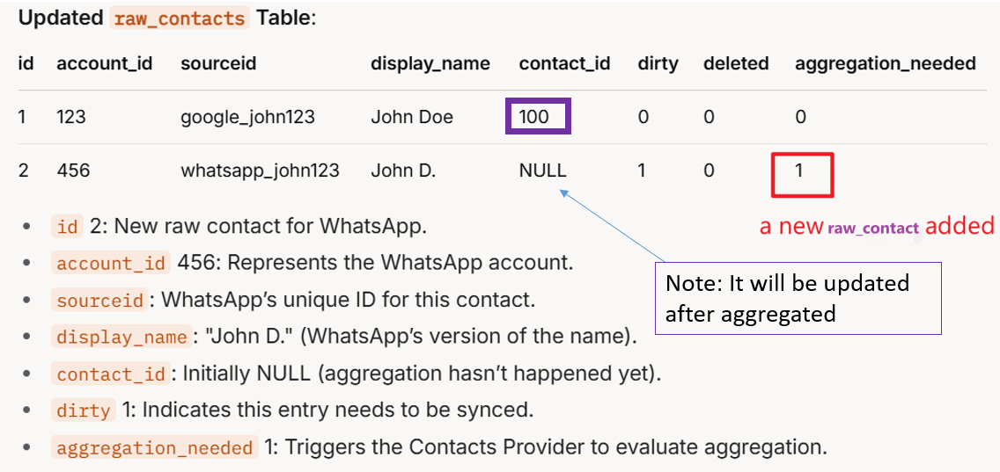 Updated raw_contacts Table:
id account_id sourceid display_name contact_id dirty deleted aggregation_needed
1 123 google_john123 John Doe 100 0 0 0
2 456 whatsapp_john123 John D. NULL 1 0 1
a new raw_contact added
Note: It will be updated
after aggregated
• id 2: New raw contact for WhatsApp.
• account_id 456: Represents the WhatsApp account.
• sourceid: WhatsApp’s unique ID for this contact.
• display_name: "John D." (WhatsApp’s version of the name).
• contact_id: Initially NULL (aggregation hasn’t happened yet).
• dirty 1: Indicates this entry needs to be synced.
• aggregation_needed 1: Triggers the Contacts Provider to evaluate aggregation.